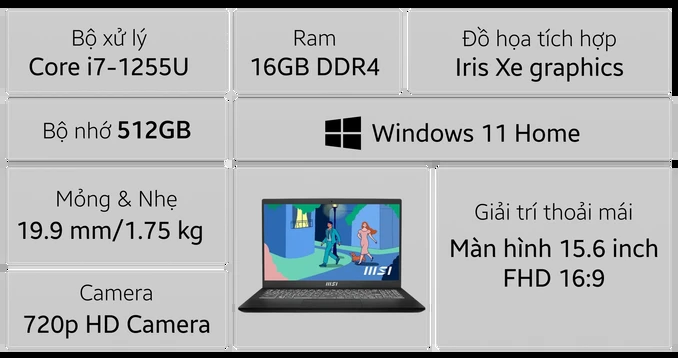 Bộ xử lý
Core i7-1255U
Ram
16GB DDR4
Đồ họa tích hợp
Iris Xe graphics
Bộ nhớ 512GB
Windows 11 Home
Mỏng & Nhẹ
19.9 mm/1.75 kg
msi
Giải trí thoải mái
Màn hình 15.6 inch
FHD 16:9
Camera
720p HD Camera